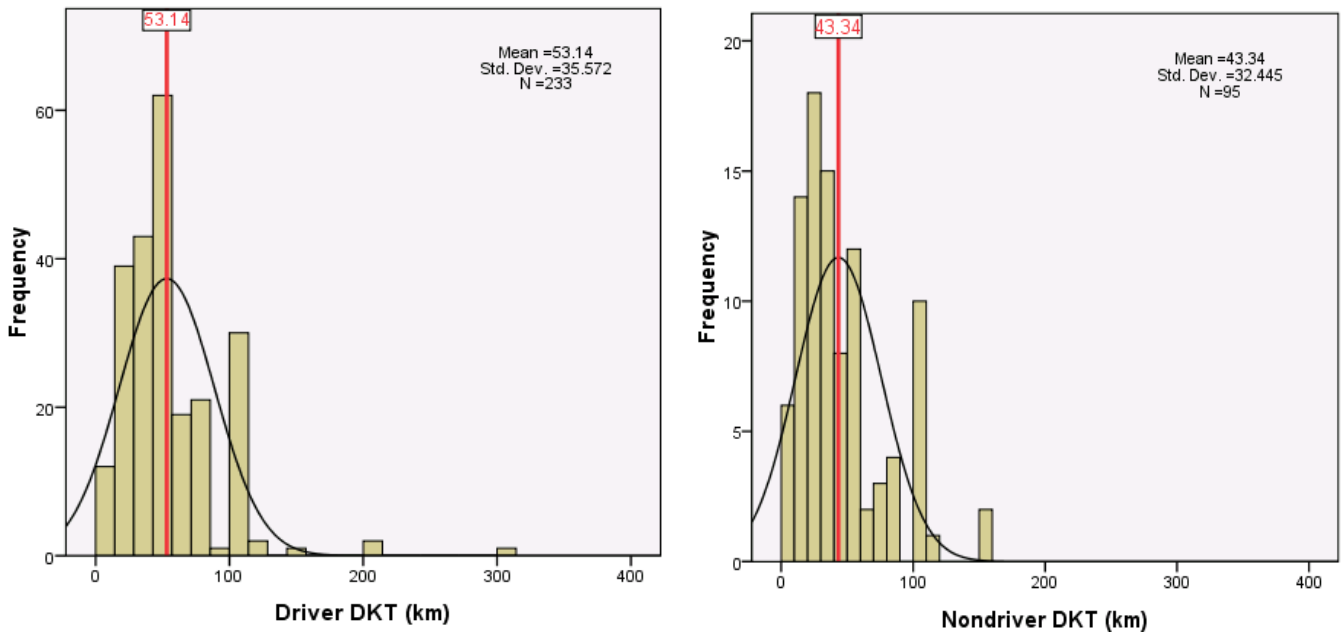 53.14
Mean =53.14
Std. Dev. =35.572
N =233
Frequency
60
40
20
0
0 100 200 300 400
Driver DKT (km)
43.34
Mean =43.34
Std. Dev. =32.445
N =95
Frequency
20
15
10
5
0
0 100 200 300 400
Nondriver DKT (km)